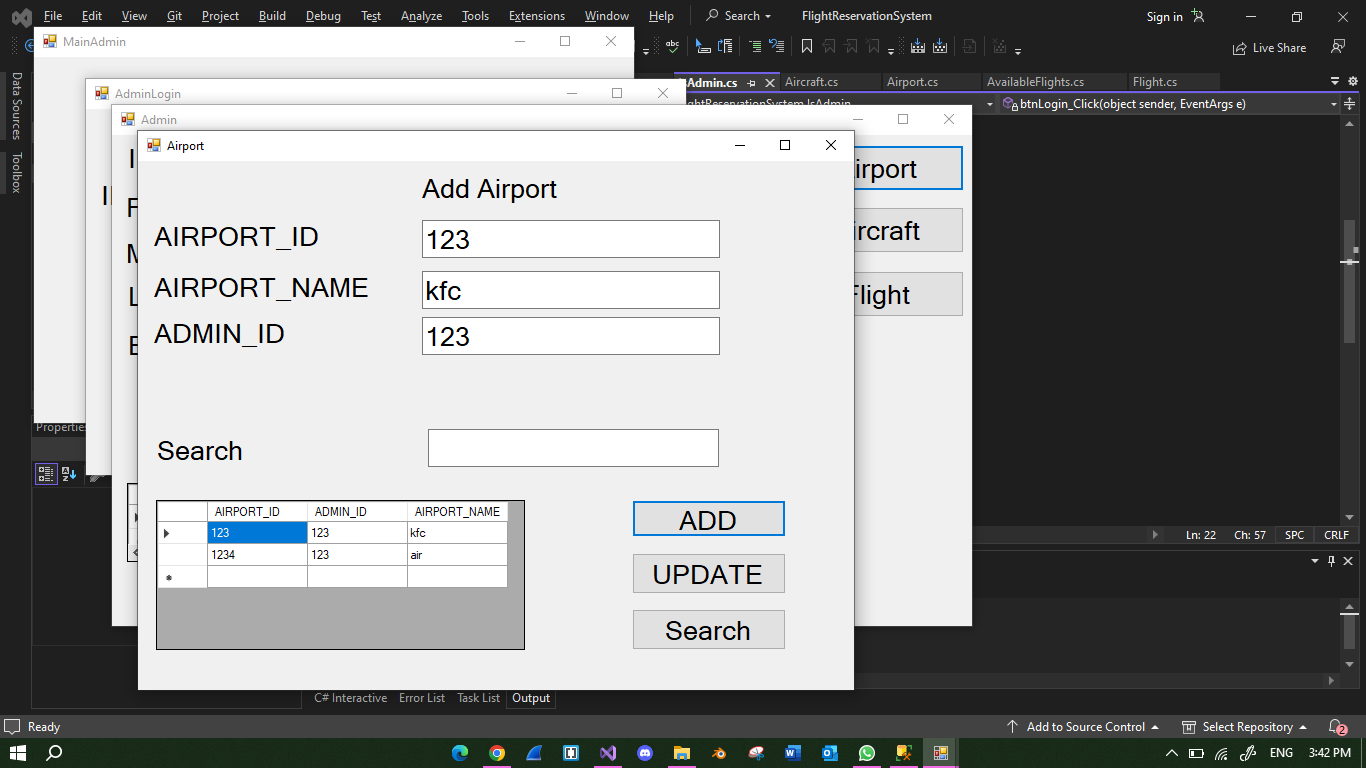 File Edit View Git Project Build Debug Test Analyze Tools Extensions Window Help Search FlightReservationSystem Sign in
MainAdmin
Live Share
AdminLogin
Admin.cs Aircraft.cs Airport.cs AvailableFlights.cs Flight.cs
ghtReservationSystem.IsAdmin btnLogin_Click(object sender, EventArgs e)
Data Sources
Toolbox
Admin
Airport
Add Airport
irport
AIRPORT_ID 123
ircraft
AIRPORT_NAME kfc
Flight
ADMIN_ID 123
Properties
Search
AIRPORT_ID ADMIN_ID AIRPORT_NAME
123 123 kfc
1234 123 air
ADD
UPDATE
Search
Ln: 22 Ch: 57 SPC CRLF
C# Interactive Error List Task List Output
Ready Add to Source Control Select Repository 2
ENG 3:42 PM